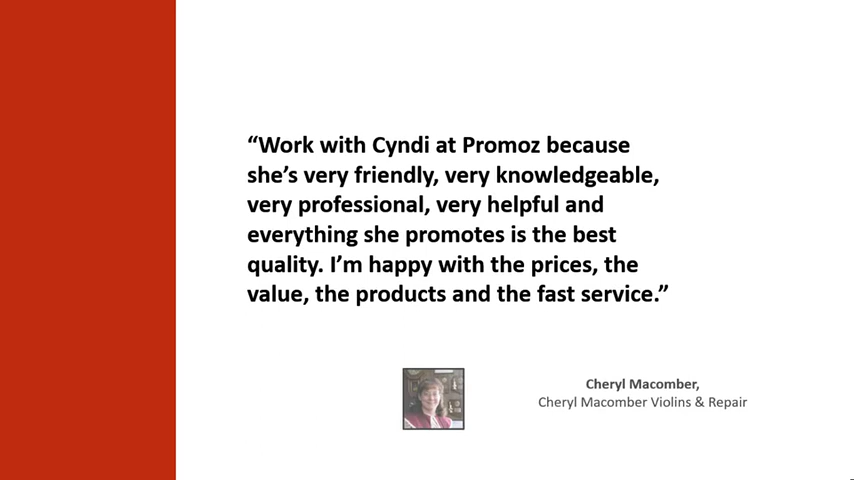 “Work with Cyndi at Promoz because
she’s very friendly, very knowledgeable,
very professional, very helpful and
everything she promotes is the best
quality. I’m happy with the prices, the
value, the products and the fast service.”
Cheryl Macomber,
Cheryl Macomber Violins & Repair